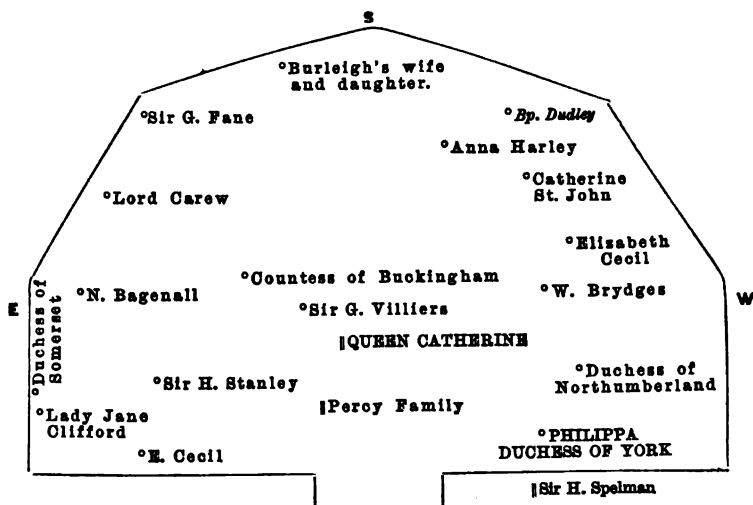 S
°Burleigh's wife
and daughter.
°Sir G. Fane
°Bp. Dudley
°Anna Harley
°Catherine
St. John
°Lord Carew
°Elisabeth
Cecil
°Countess of Buckingham
°N. Bagenall
°W. Brydges
E
W
°Duchess of
Somerset
°Sir G. Villiers
‖QUEEN CATHERINE
°Duchess of
Northumberland
°Sir H. Stanley
‖Percy Family
°Lady Jane
Clifford
°PHILIPPA
DUCHESS OF YORK
°E. Cecil
‖Sir H. Spelman